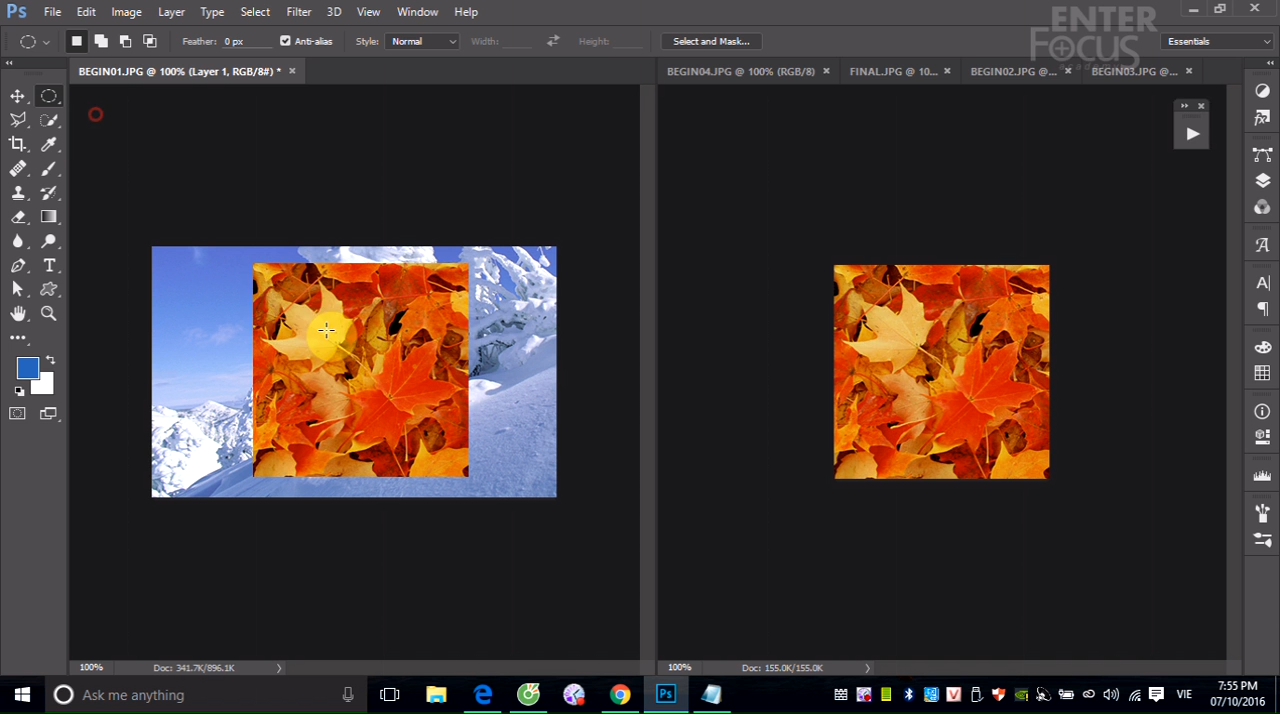 Ps File Edit Image Layer Type Select Filter 3D View Window Help
ENTER
FOCUS
academy
Feather: 0 px Anti-alias Style: Normal Width: Height: Select and Mask... Essentials
BEGIN01.JPG @ 100% (Layer 1, RGB/8#) * × BEGIN04.JPG @ 100% (RGB/8) × FINAL.JPG @ 10... × BEGIN02.JPG @ ... × BEGIN03.JPG @ ... ×
100% Doc: 341.7K/896.1K 100% Doc: 155.0K/155.0K
Ask me anything VIE 7:55 PM
07/10/2016